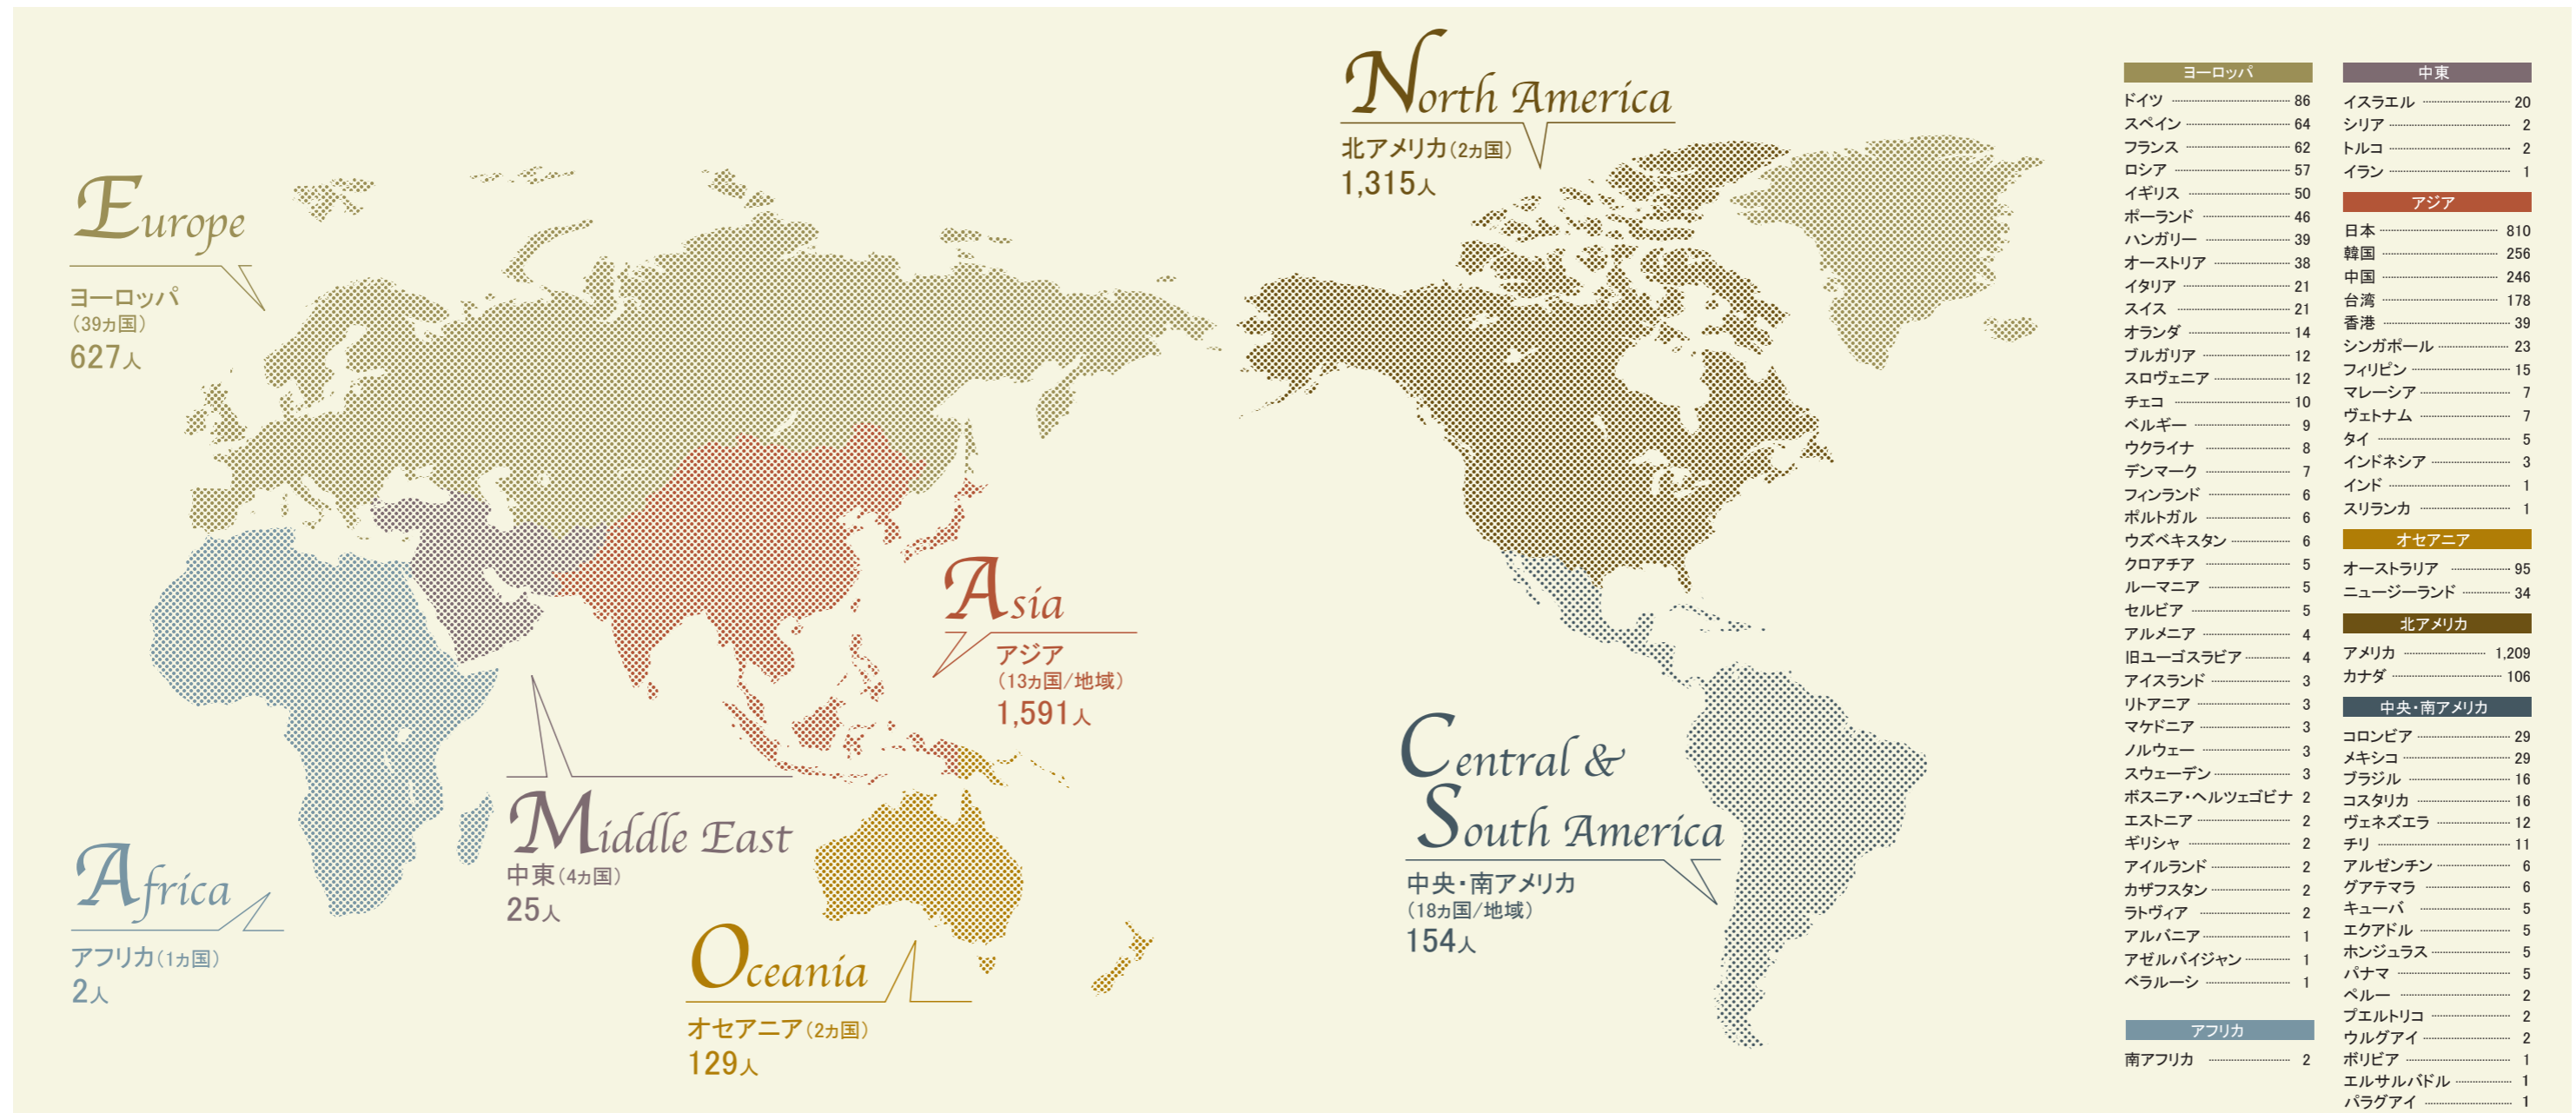 North America
北アメリカ(2ヵ国)
1,315人
Europe
ヨーロッパ
(39ヵ国)
627人
Asia
アジア
(13ヵ国/地域)
1,591人
Middle East
中東(4ヵ国)
25人
Africa
アフリカ(1ヵ国)
2人
Oceania
オセアニア(2ヵ国)
129人
Central &
South America
中央・南アメリカ
(18ヵ国/地域)
154人
ヨーロッパ
ドイツ 86
スペイン 64
フランス 62
ロシア 57
イギリス 50
ポーランド 46
ハンガリー 39
オーストリア 38
イタリア 21
スイス 21
オランダ 14
ブルガリア 12
スロヴェニア 12
チェコ 10
ベルギー 9
ウクライナ 8
デンマーク 7
フィンランド 6
ポルトガル 6
ウズベキスタン 6
クロアチア 5
ルーマニア 5
セルビア 5
アルメニア 4
旧ユーゴスラビア 4
アイスランド 3
リトアニア 3
マケドニア 3
ノルウェー 3
スウェーデン 3
ボスニア・ヘルツェゴビナ 2
エストニア 2
ギリシャ 2
アイルランド 2
カザフスタン 2
ラトヴィア 2
アルバニア 1
アゼルバイジャン 1
ベラルーシ 1
アフリカ
南アフリカ 2
中東
イスラエル 20
シリア 2
トルコ 2
イラン 1
アジア
日本 810
韓国 256
中国 246
台湾 178
香港 39
シンガポール 23
フィリピン 15
マレーシア 7
ヴェトナム 7
タイ 5
インドネシア 3
インド 1
スリランカ 1
オセアニア
オーストラリア 95
ニュージーランド 34
北アメリカ
アメリカ 1,209
カナダ 106
中央・南アメリカ
コロンビア 29
メキシコ 29
ブラジル 16
コスタリカ 16
ヴェネズエラ 12
チリ 11
アルゼンチン 6
グアテマラ 6
キューバ 5
エクアドル 5
ホンジュラス 5
パナマ 5
ペルー 2
プエルトリコ 2
ウルグアイ 2
ボリビア 1
エルサルバドル 1
パラグアイ 1